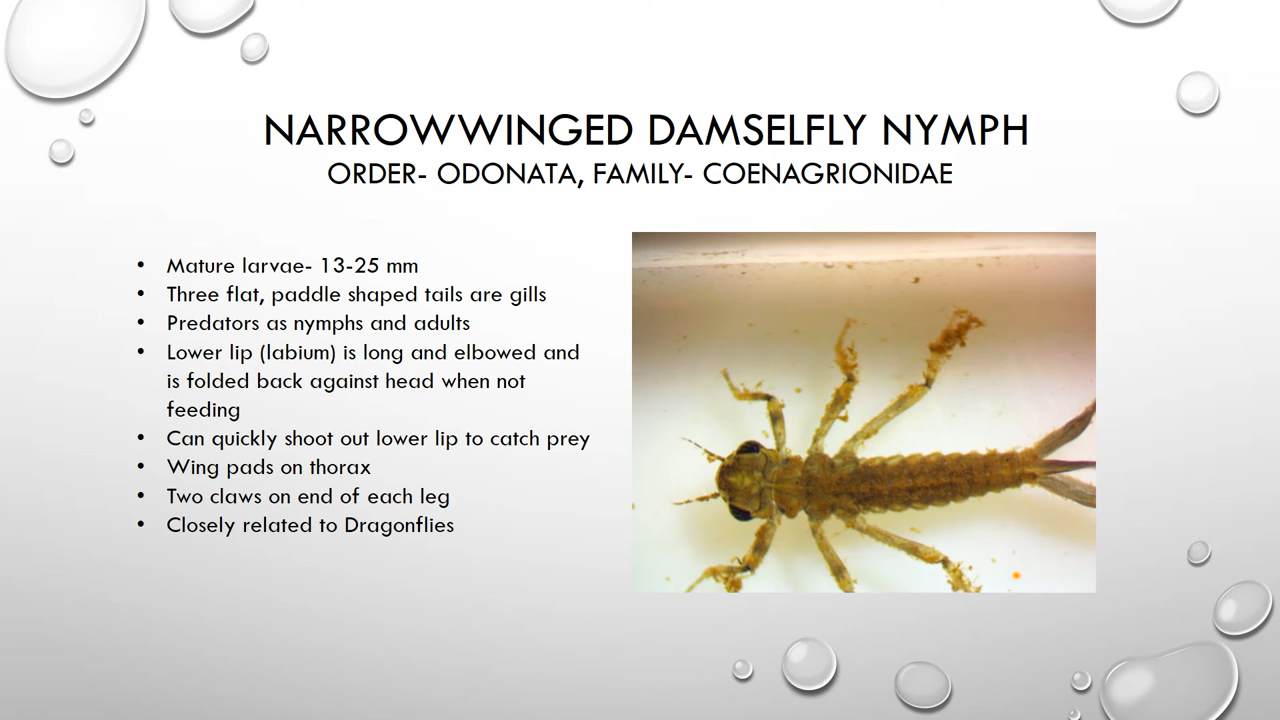 NARROWWINGED DAMSELFLY NYMPH
ORDER- ODONATA, FAMILY- COENAGRIONIDAE
• Mature larvae- 13-25 mm
• Three flat, paddle shaped tails are gills
• Predators as nymphs and adults
• Lower lip (labium) is long and elbowed and
is folded back against head when not
feeding
• Can quickly shoot out lower lip to catch prey
• Wing pads on thorax
• Two claws on end of each leg
• Closely related to Dragonflies